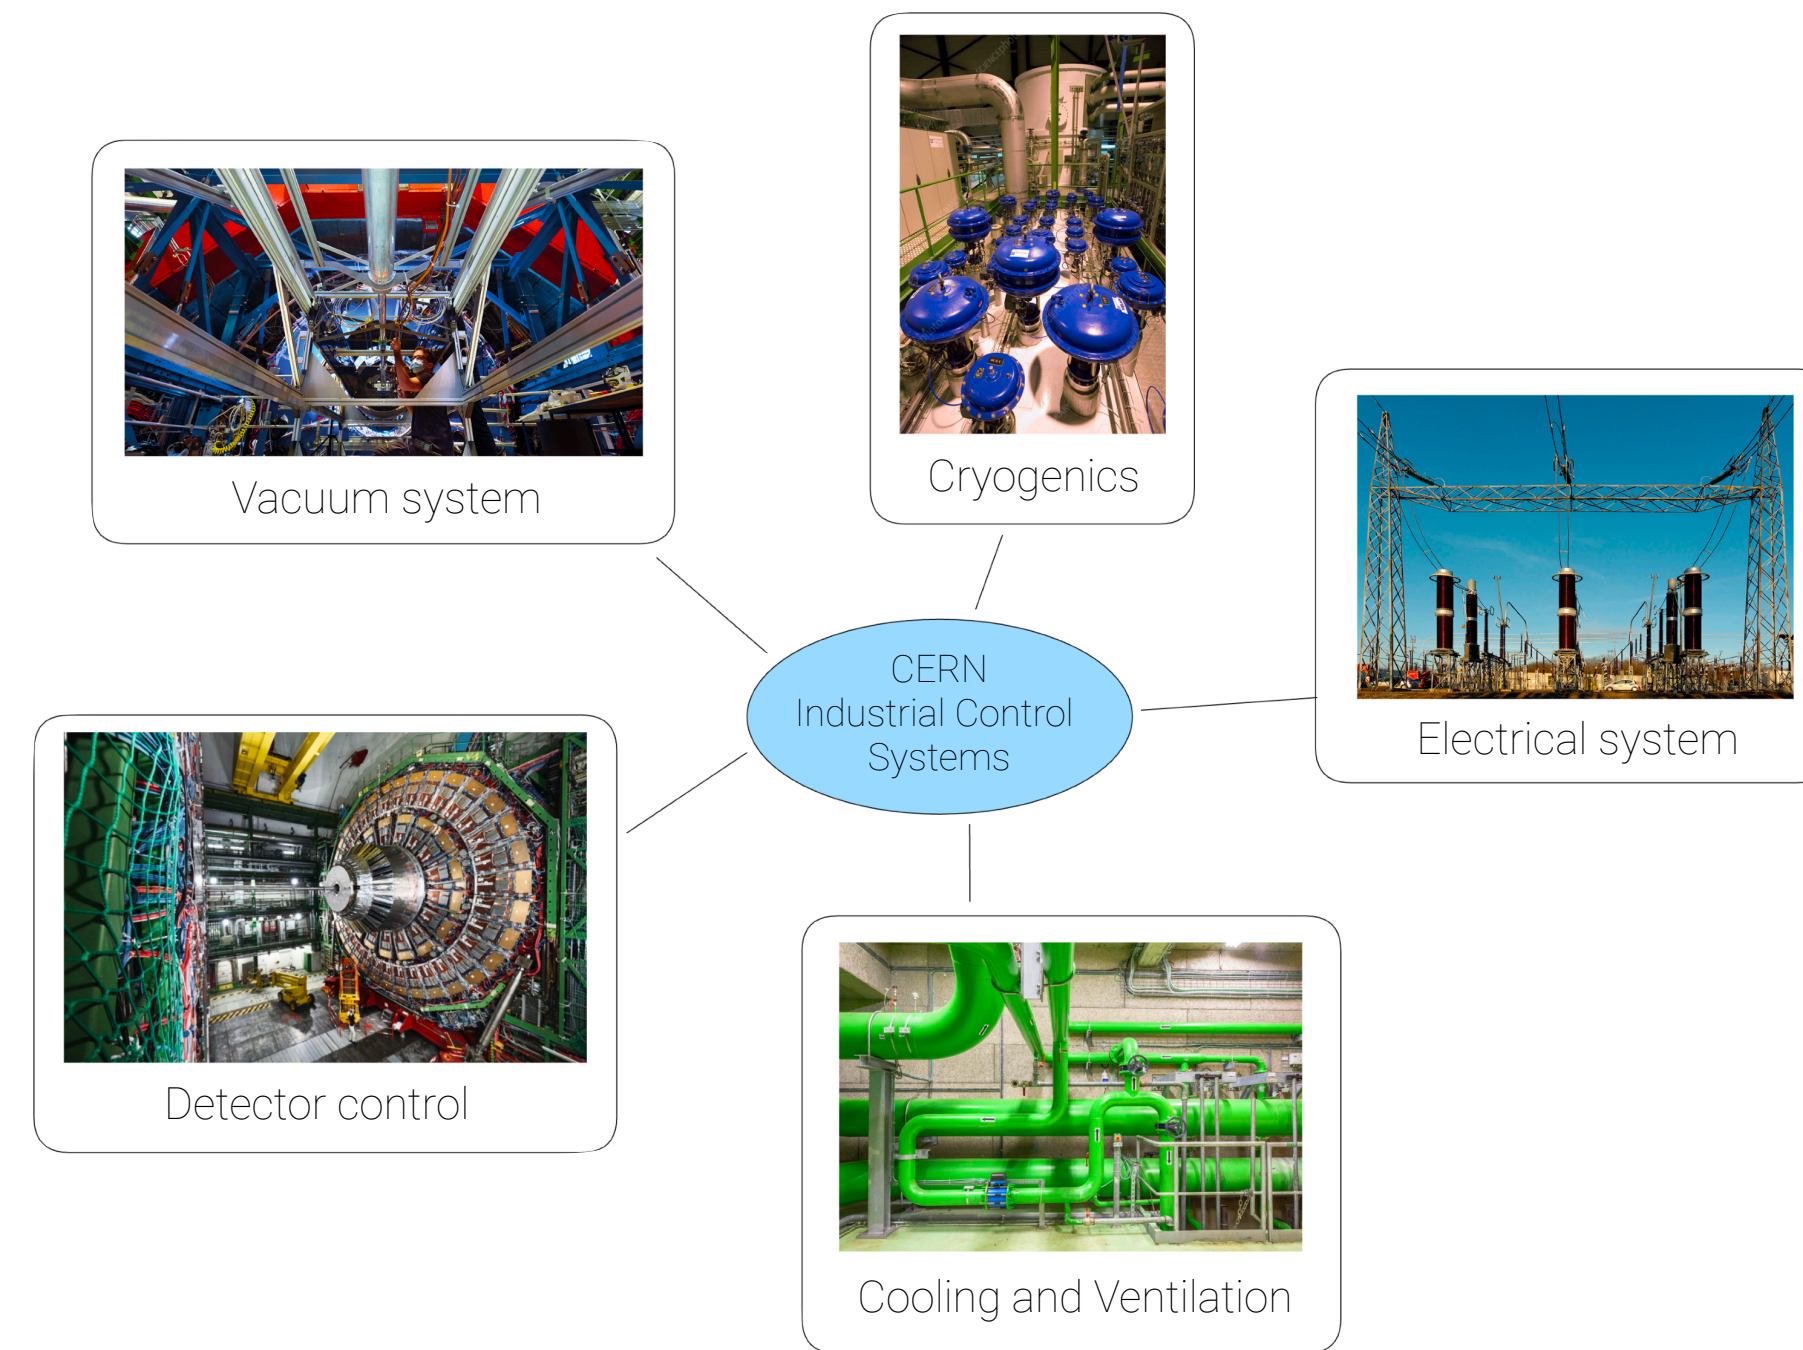 Cryogenics
Vacuum system
CERN
Industrial Control
Systems
Electrical system
Detector control
Cooling and Ventilation